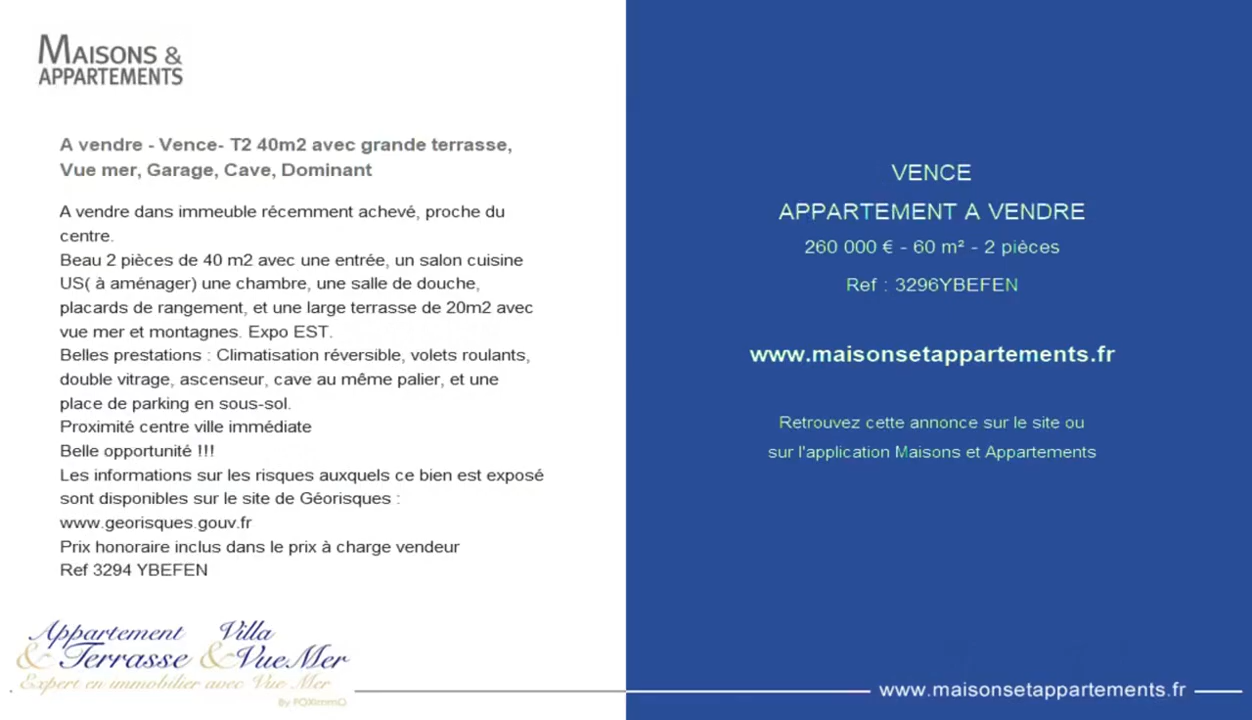 MAISONS &
APPARTEMENTS
A vendre - Vence- T2 40m2 avec grande terrasse,
Vue mer, Garage, Cave, Dominant
A vendre dans immeuble récemment achevé, proche du
centre.
Beau 2 pièces de 40 m2 avec une entrée, un salon cuisine
US( à aménager) une chambre, une salle de douche,
placards de rangement, et une large terrasse de 20m2 avec
vue mer et montagnes. Expo EST.
Belles prestations : Climatisation réversible, volets roulants,
double vitrage, ascenseur, cave au même palier, et une
place de parking en sous-sol.
Proximité centre ville immédiate
Belle opportunité !!!
Les informations sur les risques auxquels ce bien est exposé
sont disponibles sur le site de Géorisques :
www.georisques.gouv.fr
Prix honoraire inclus dans le prix à charge vendeur
Ref 3294 YBEFEN
Appartement Villa
& Terrasse & Vue Mer
Expert en immobilier avec Vue Mer
By FOXimmO
VENCE
APPARTEMENT A VENDRE
260 000 € - 60 m² - 2 pièces
Ref : 3296YBEFEN
www.maisonsetappartements.fr
Retrouvez cette annonce sur le site ou
sur l'application Maisons et Appartements
www.maisonsetappartements.fr